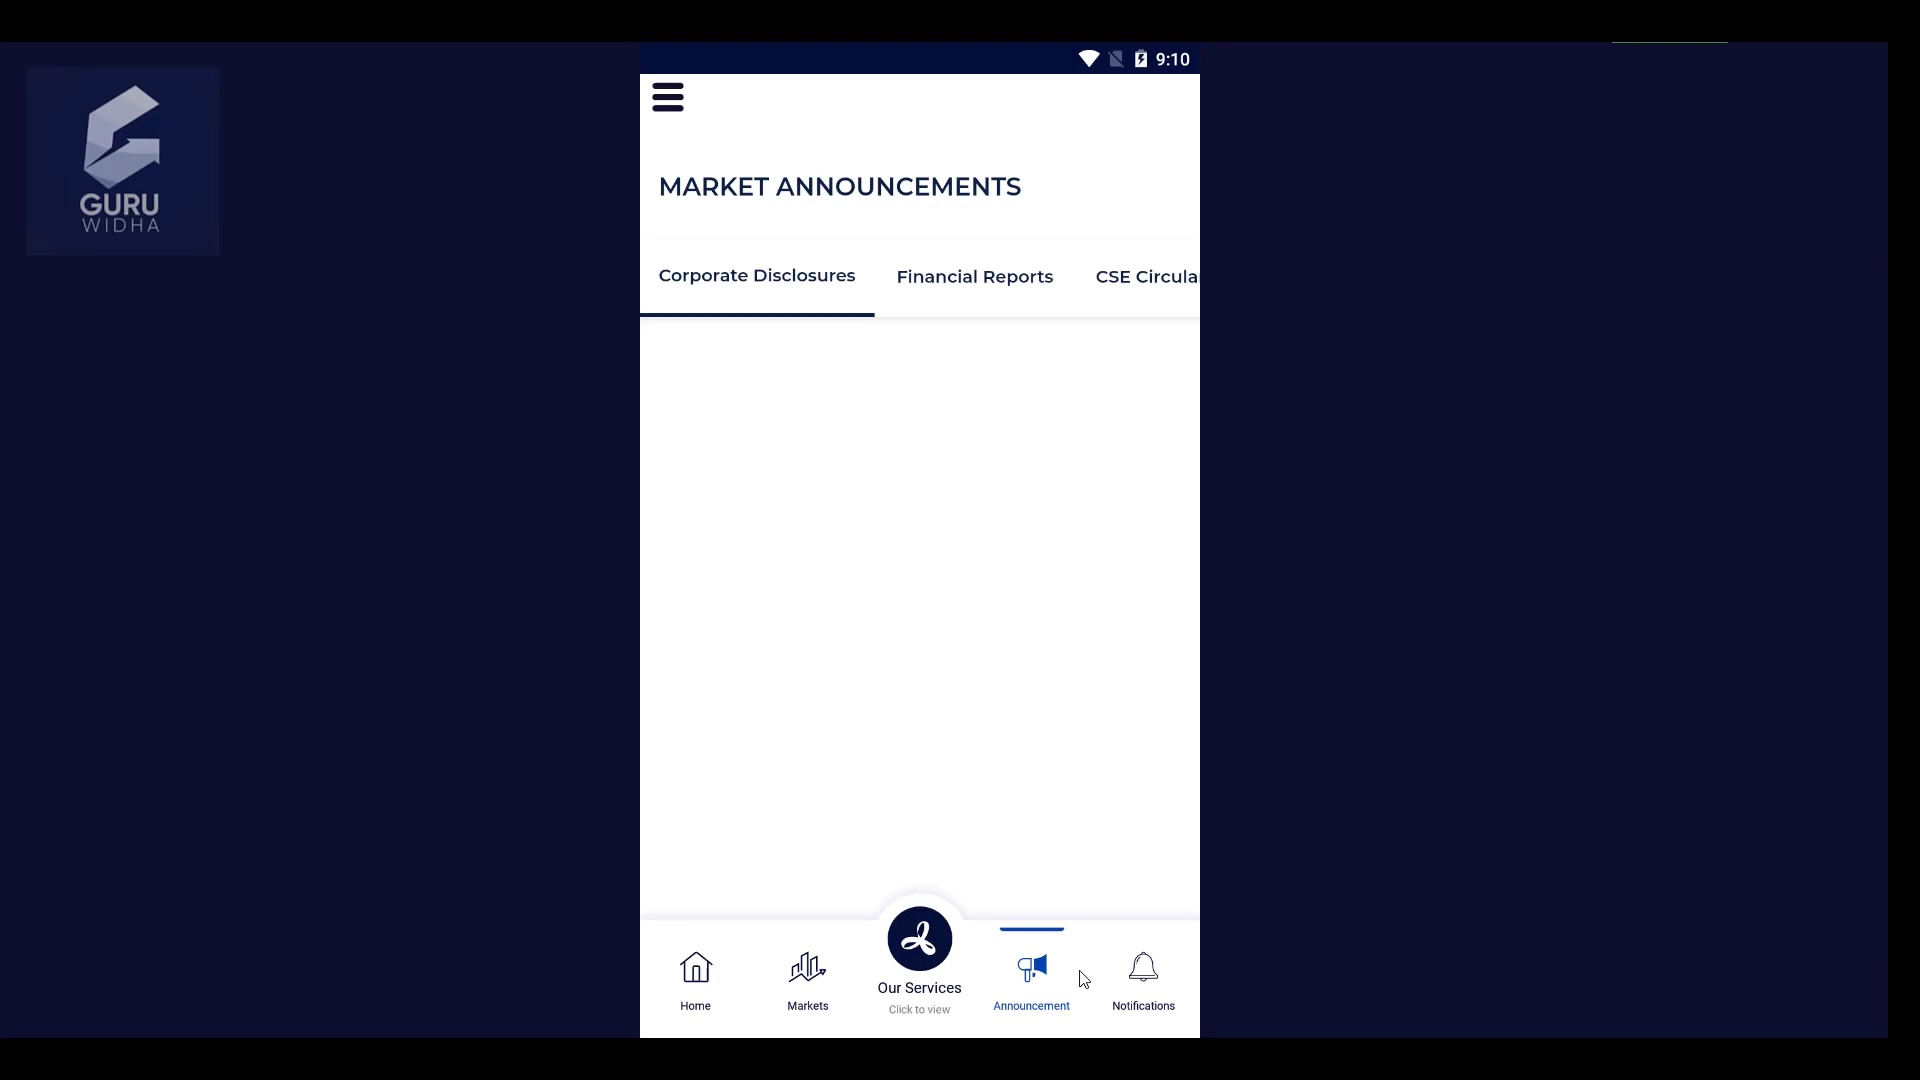 9:10
GURU
WIDHA
MARKET ANNOUNCEMENTS
Corporate Disclosures Financial Reports CSE Circula
Home Markets Our Services Announcement Notifications
Click to view